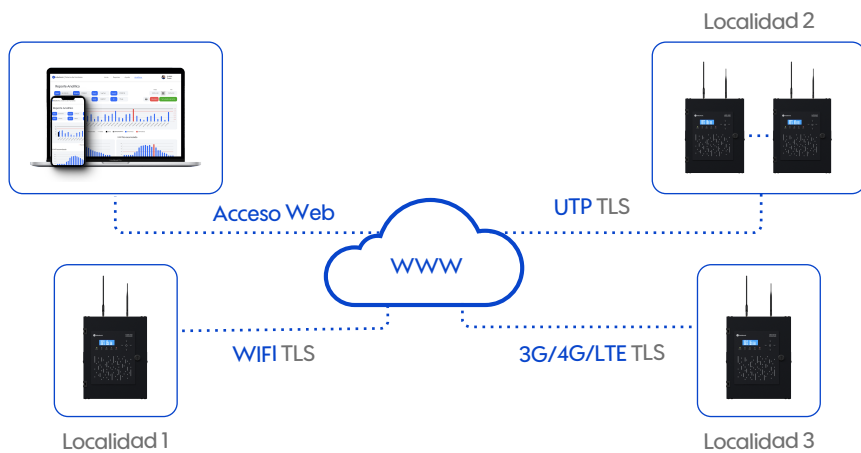 Localidad 2
Acceso Web
UTP TLS
WWW
WIFI TLS
3G/4G/LTE TLS
Localidad 1
Localidad 3